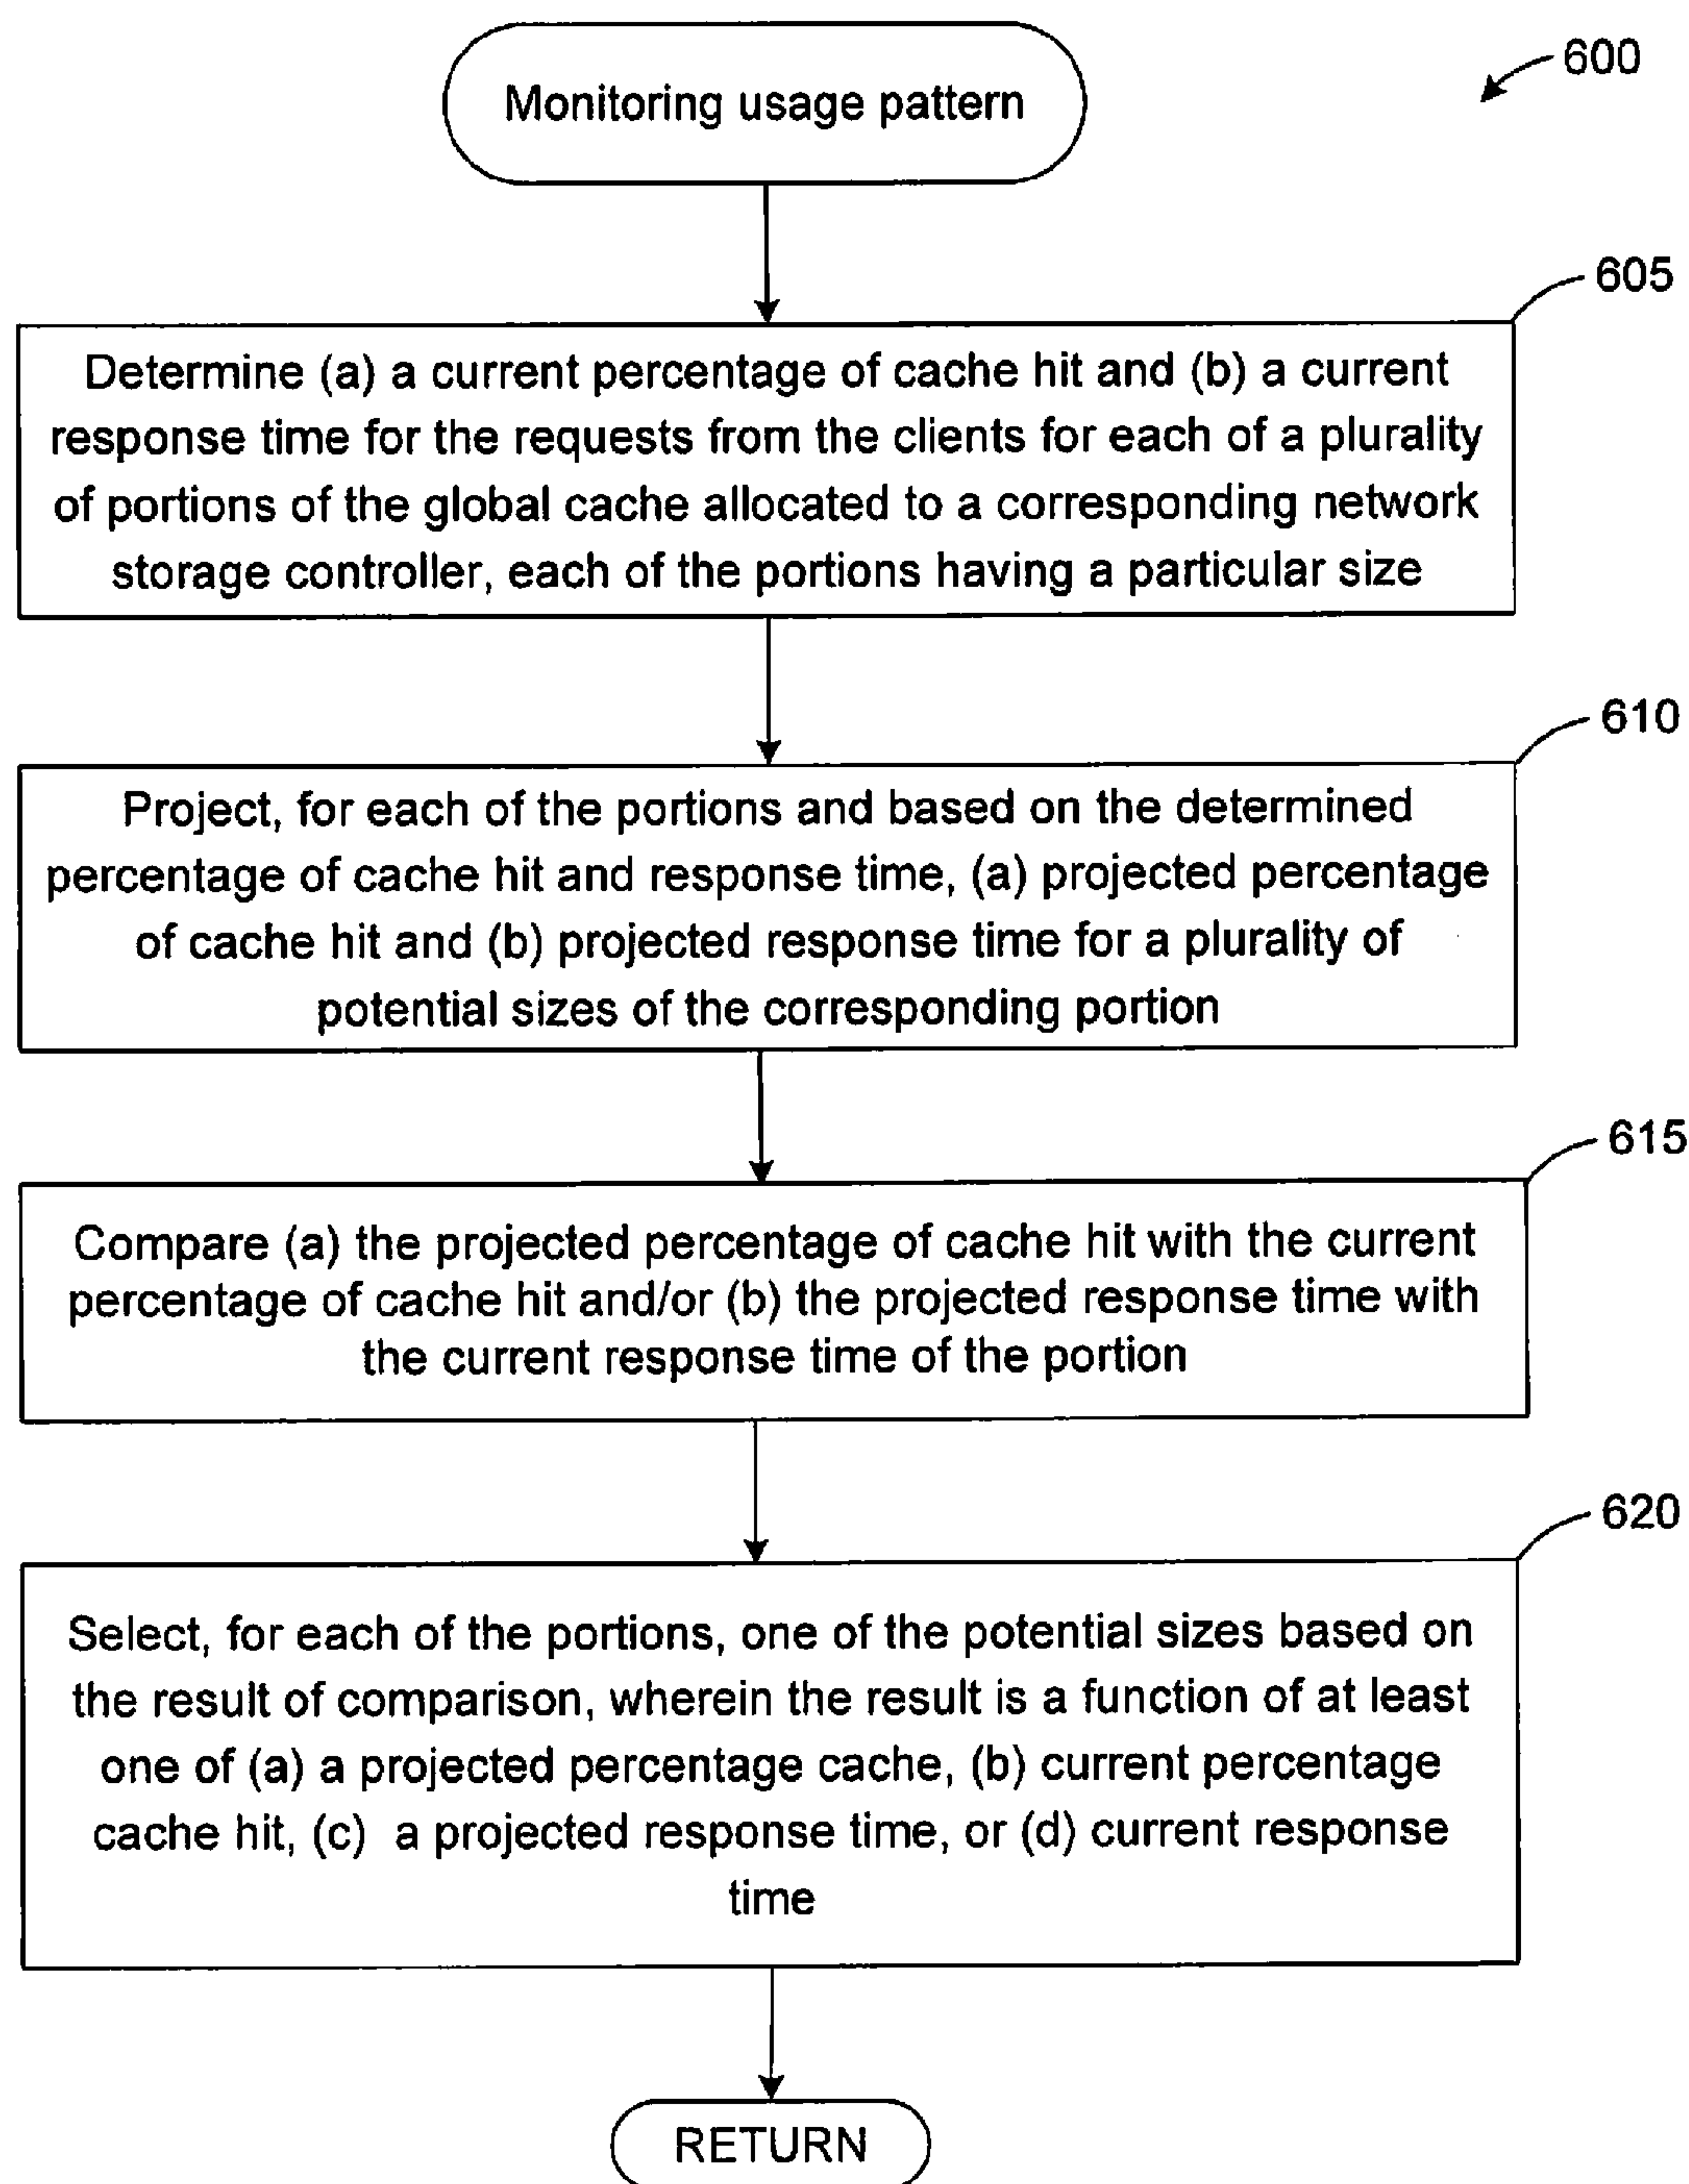 Monitoring usage pattern
600
605
Determine (a) a current percentage of cache hit and (b) a current
response time for the requests from the clients for each of a plurality
of portions of the global cache allocated to a corresponding network
storage controller, each of the portions having a particular size
610
Project, for each of the portions and based on the determined
percentage of cache hit and response time, (a) projected percentage
of cache hit and (b) projected response time for a plurality of
potential sizes of the corresponding portion
615
Compare (a) the projected percentage of cache hit with the current
percentage of cache hit and/or (b) the projected response time with
the current response time of the portion
620
Select, for each of the portions, one of the potential sizes based on
the result of comparison, wherein the result is a function of at least
one of (a) a projected percentage cache, (b) current percentage
cache hit, (c) a projected response time, or (d) current response
time
RETURN